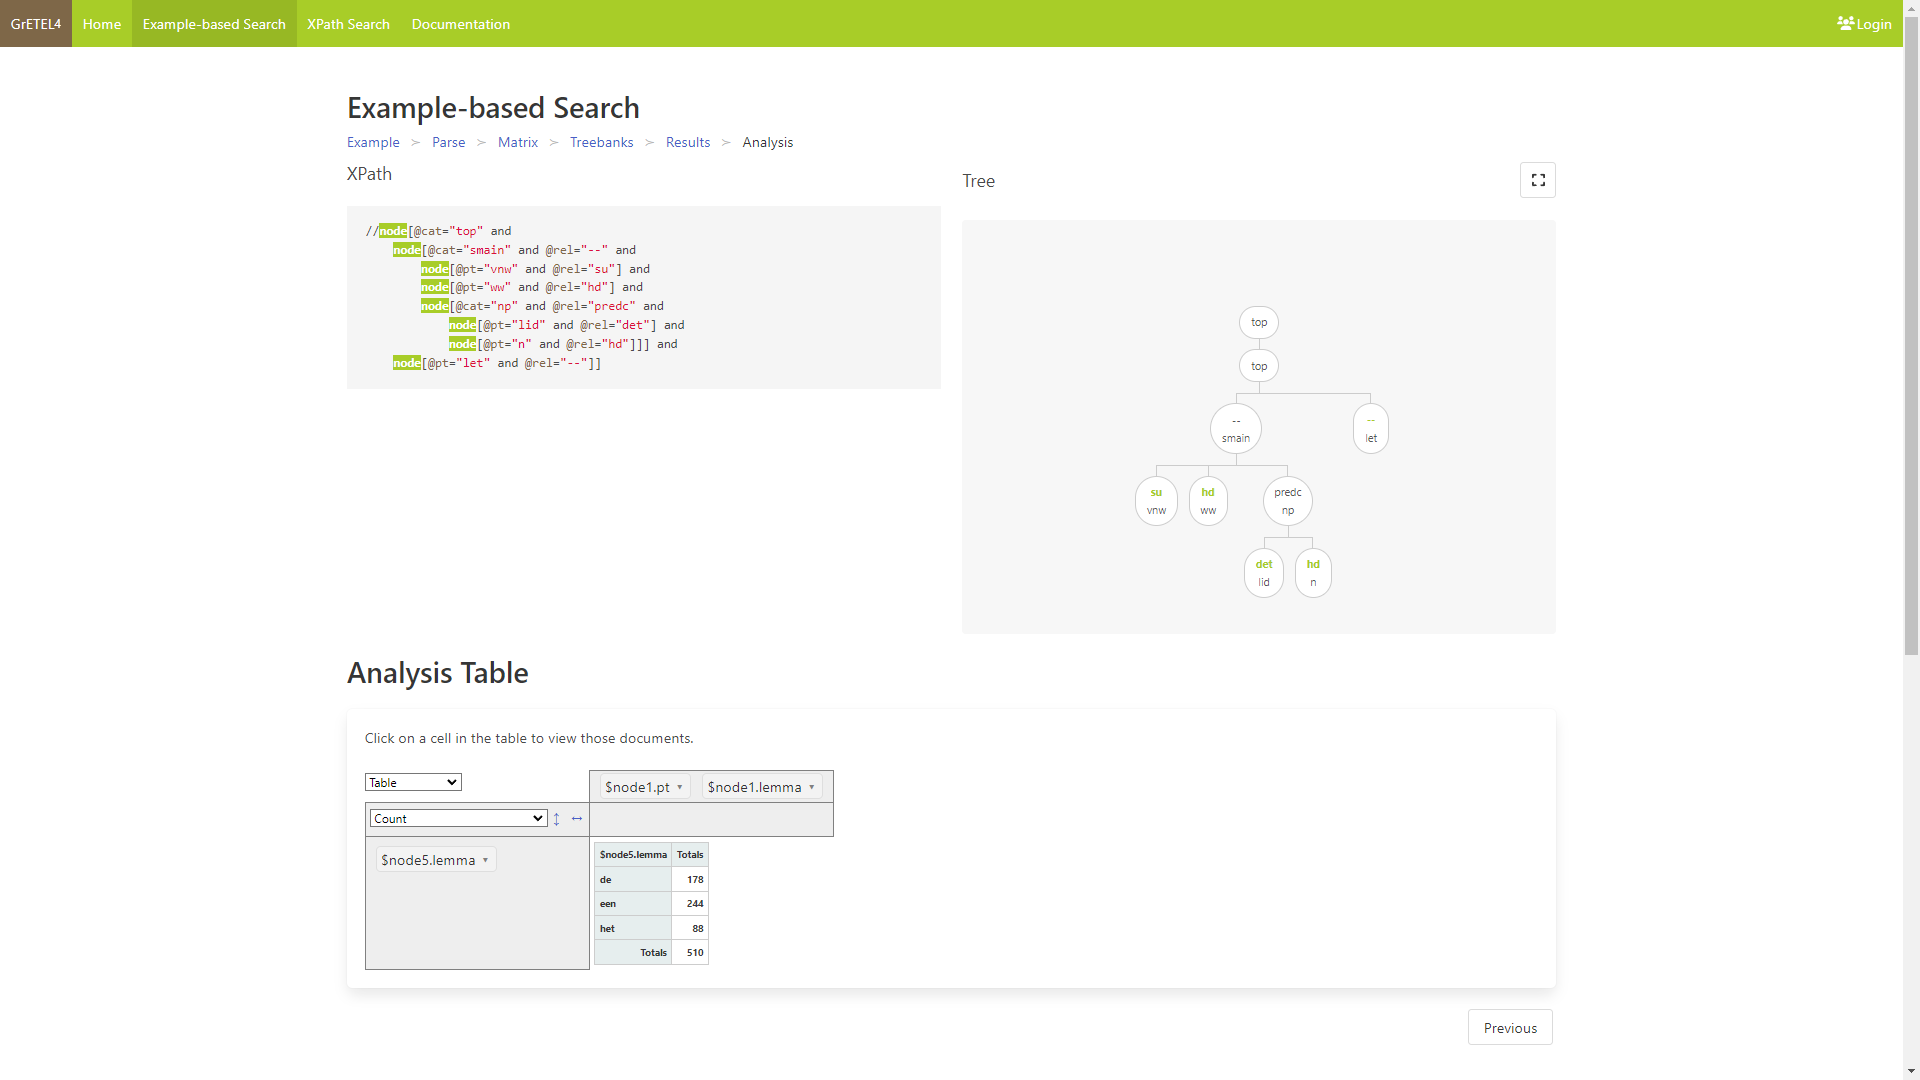 GrETEL4 Home Example-based Search XPath Search Documentation Login
Example-based Search
Example > Parse > Matrix > Treebanks > Results > Analysis
XPath
//node[@cat="top" and
node[@cat="smain" and @rel="--" and
node[@pt="vnw" and @rel="su"] and
node[@pt="ww" and @rel="hd"] and
node[@cat="np" and @rel="predc" and
node[@pt="lid" and @rel="det"] and
node[@pt="n" and @rel="hd"]]] and
node[@pt="let" and @rel="--"]]
Tree
top
top
-- --
smain let
su hd predc
vnw ww np
det hd
lid n
Analysis Table
Click on a cell in the table to view those documents.
Table
$node1.pt ▾ $node1.lemma ▾
Count ↕ ↔
$node5.lemma ▾
$node5.lemma Totals
de 178
een 244
het 88
Totals 510
Previous